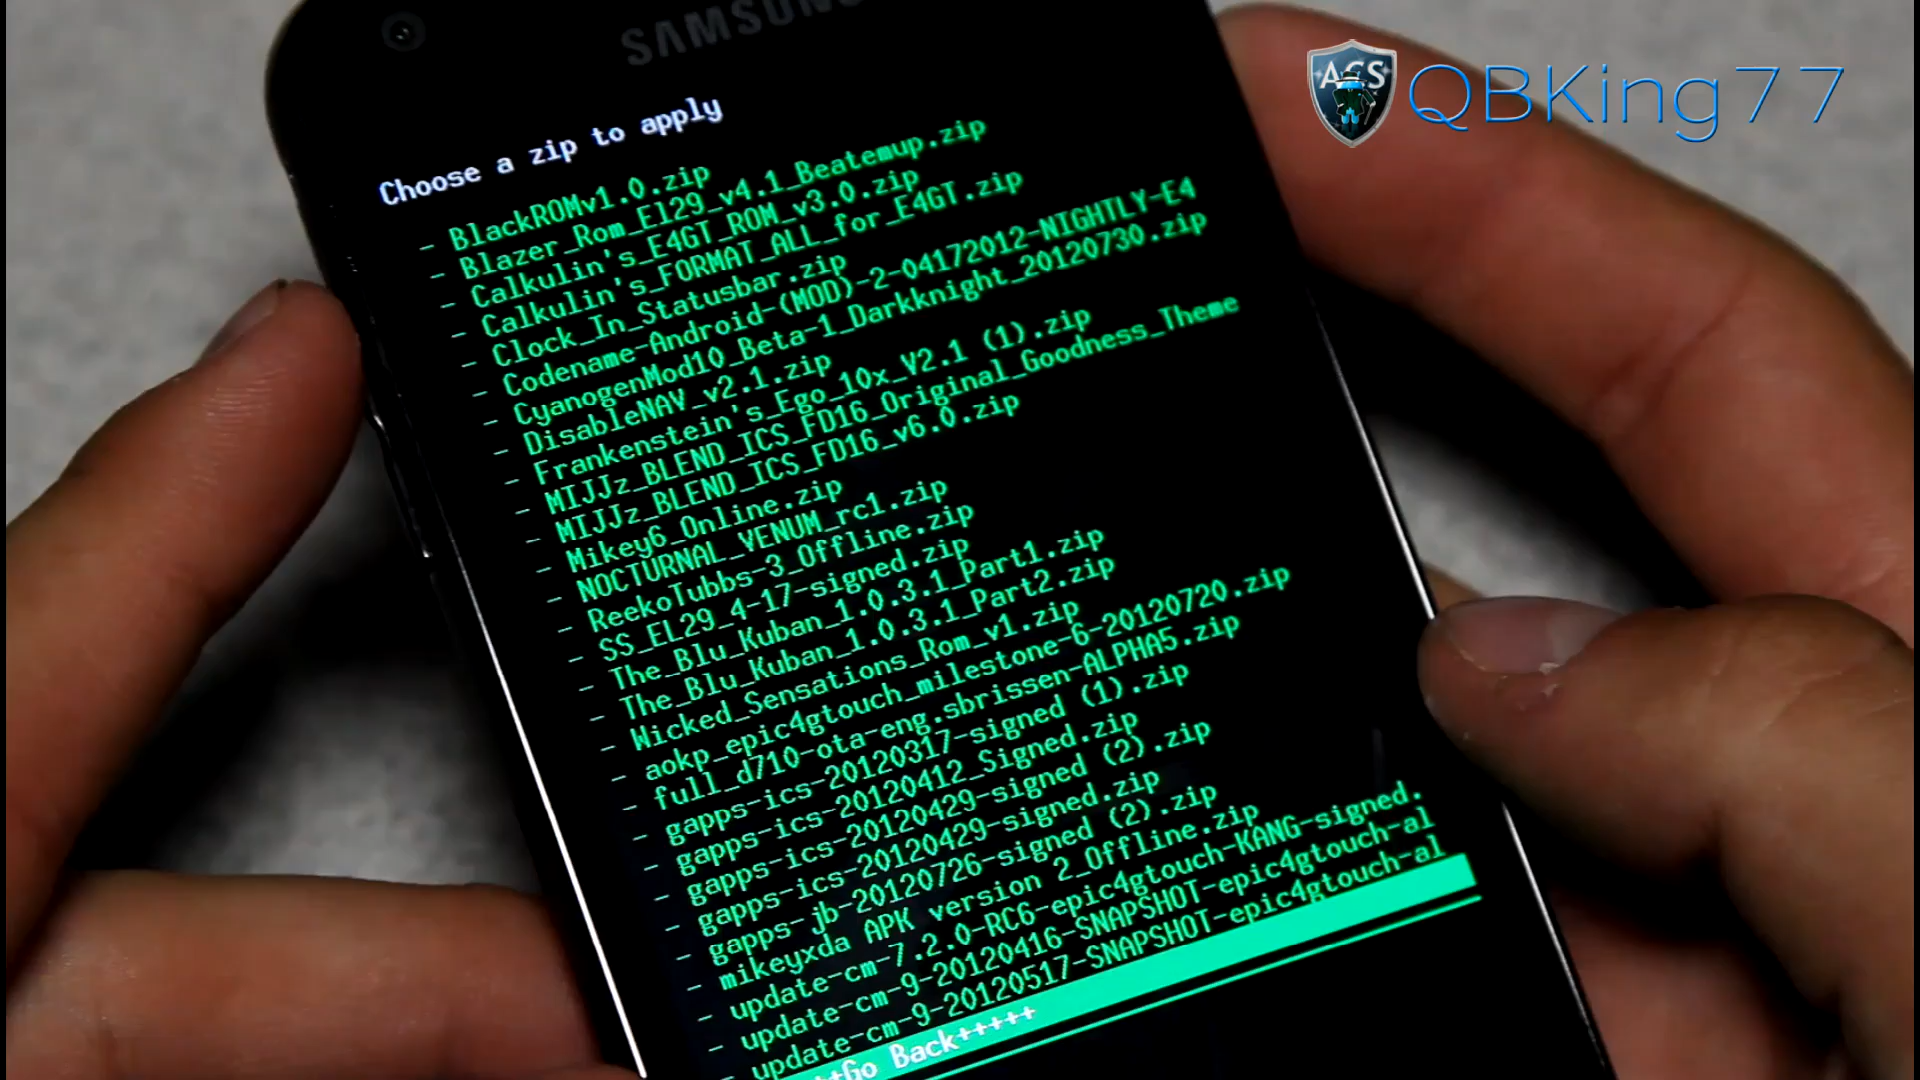 SAMSUNG
ACS QBKing77
Choose a zip to apply
- BlackROMv1.0.zip
- Blazer_Rom_El29_v4.1_Beatemup.zip
- Calkulin's_E4GT_ROM_v3.0.zip
- Calkulin's_FORMAT_ALL_for_E4GT.zip
- Clock_In_Statusbar.zip
- Codename-Android-(MOD)-2-04172012-NIGHTLY-E4
- CyanogenMod10_Beta-1_Darkknight_20120730.zip
- DisableNAV_v2.1.zip
- Frankenstein's_Ego_10x_V2.1 (1).zip
- MIJJz_BLEND_ICS_FD16_Original_Goodness_Theme
- MIJJz_BLEND_ICS_FD16_v6.0.zip
- Mikey6_Online.zip
- NOCTURNAL_VENUM_rc1.zip
- ReekoTubbs-3_Offline.zip
- SS_EL29_4-17-signed.zip
- The_Blu_Kuban_1.0.3.1_Part1.zip
- The_Blu_Kuban_1.0.3.1_Part2.zip
- Wicked_Sensations_Rom_v1.zip
- aokp_epic4gtouch_milestone-6-20120720.zip
- full_d710-ota-eng.sbrissen-ALPHA5.zip
- gapps-ics-20120317-signed (1).zip
- gapps-ics-20120412_Signed.zip
- gapps-ics-20120429-signed (2).zip
- gapps-ics-20120429-signed.zip
- gapps-jb-20120726-signed (2).zip
- mikeyxda APK version 2_Offline.zip
- update-cm-7.2.0-RC6-epic4gtouch-KANG-signed.
- update-cm-9-20120416-SNAPSHOT-epic4gtouch-al
- update-cm-9-20120517-SNAPSHOT-epic4gtouch-al
Go Back+++++